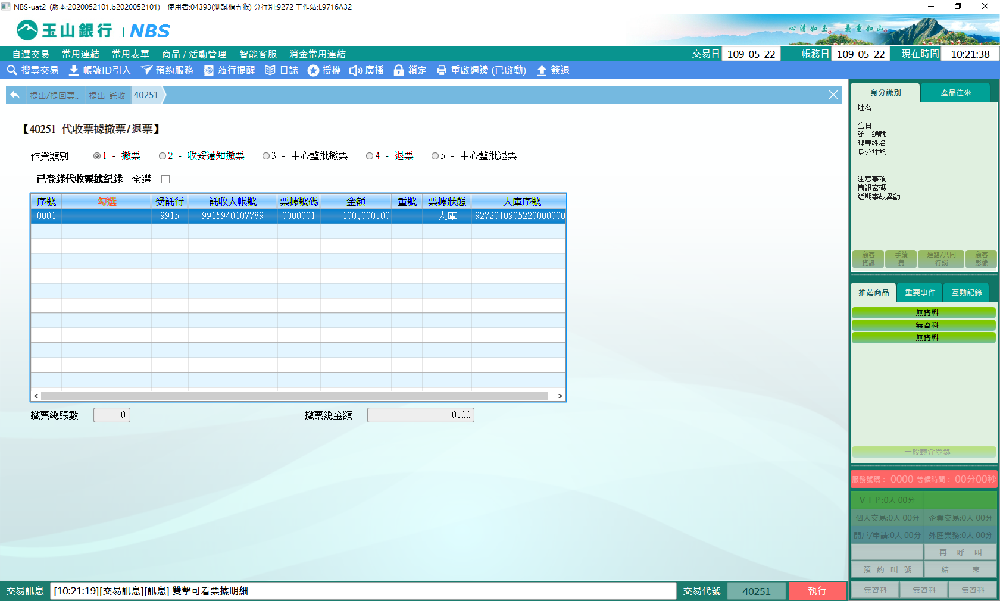 NBS-uat2 (版本:2020052101.b2020052101) 使用者:04393(測試櫃五猴) 分行別:9272 工作站:L9716A32
玉山銀行 | NBS
心清如玉。 義重如山。
自選交易 常用連結 常用表單 商品 / 活動管理 智能客服 消金常用連結 交易日 109-05-22 帳務日 109-05-22 現在時間 10:21:38
搜尋交易 帳號ID引入 預約服務 蒞行提醒 日誌 授權 廣播 鎖定 重啟週邊 (已啟動) 簽退
提出/提回票.. 提出-託收 40251
【40251 代收票據撤票/退票】
作業類別 1 - 撤票 2 - 收妥通知撤票 3 - 中心整批撤票 4 - 退票 5 - 中心整批退票
已登錄代收票據紀錄 全選
序號 勾選 受託行 託收人帳號 票據號碼 金額 重號 票據狀態 入庫序號
0001 9915 9915940107789 0000001 100,000.00 入庫 9272010905220000000
撤票總張數 0 撤票總金額 0.00
交易訊息 [10:21:19][交易訊息][訊息] 雙擊可看票據明細 交易代號 40251 執行
身分識別 產品往來
姓名
生日
統一編號
理專姓名
身分註記
注意事項
簡訊密碼
近期事故異動
顧客資訊 手續費 通路/共同行銷 顧客影像
推薦商品 重要事件 互動記錄
無資料
無資料
無資料
一般轉介登錄
服務號碼: 0000 等候時間: 00分00秒
ＶＩＰ:0人 00分
個人交易:0人 00分 企業交易:0人 00分
開戶/申請:0人 00分 外匯業務:0人 00分
再 呼 叫
預 約 叫 號 結 束
無資料 無資料 無資料